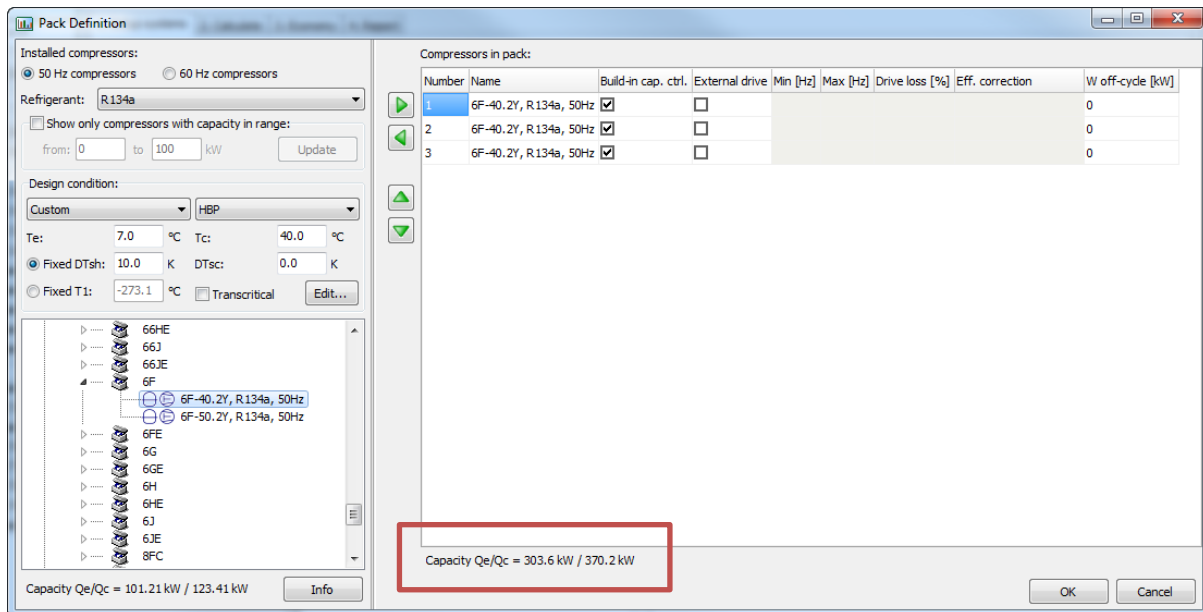 Pack Definition
Installed compressors:
50 Hz compressors 60 Hz compressors
Refrigerant: R134a
Show only compressors with capacity in range:
from: 0 to 100 kW Update
Design condition:
Custom HBP
Te: 7.0 °C Tc: 40.0 °C
Fixed DTsh: 10.0 K DTsc: 0.0 K
Fixed T1: -273.1 °C Transcritical Edit...
66HE
66J
66JE
6F
6F-40.2Y, R134a, 50Hz
6F-50.2Y, R134a, 50Hz
6FE
6G
6GE
6H
6HE
6J
6JE
8FC
Capacity Qe/Qc = 101.21 kW / 123.41 kW Info
Compressors in pack:
Number Name Build-in cap. ctrl. External drive Min [Hz] Max [Hz] Drive loss [%] Eff. correction W off-cycle [kW]
1 6F-40.2Y, R134a, 50Hz 0
2 6F-40.2Y, R134a, 50Hz 0
3 6F-40.2Y, R134a, 50Hz 0
Capacity Qe/Qc = 303.6 kW / 370.2 kW
OK Cancel